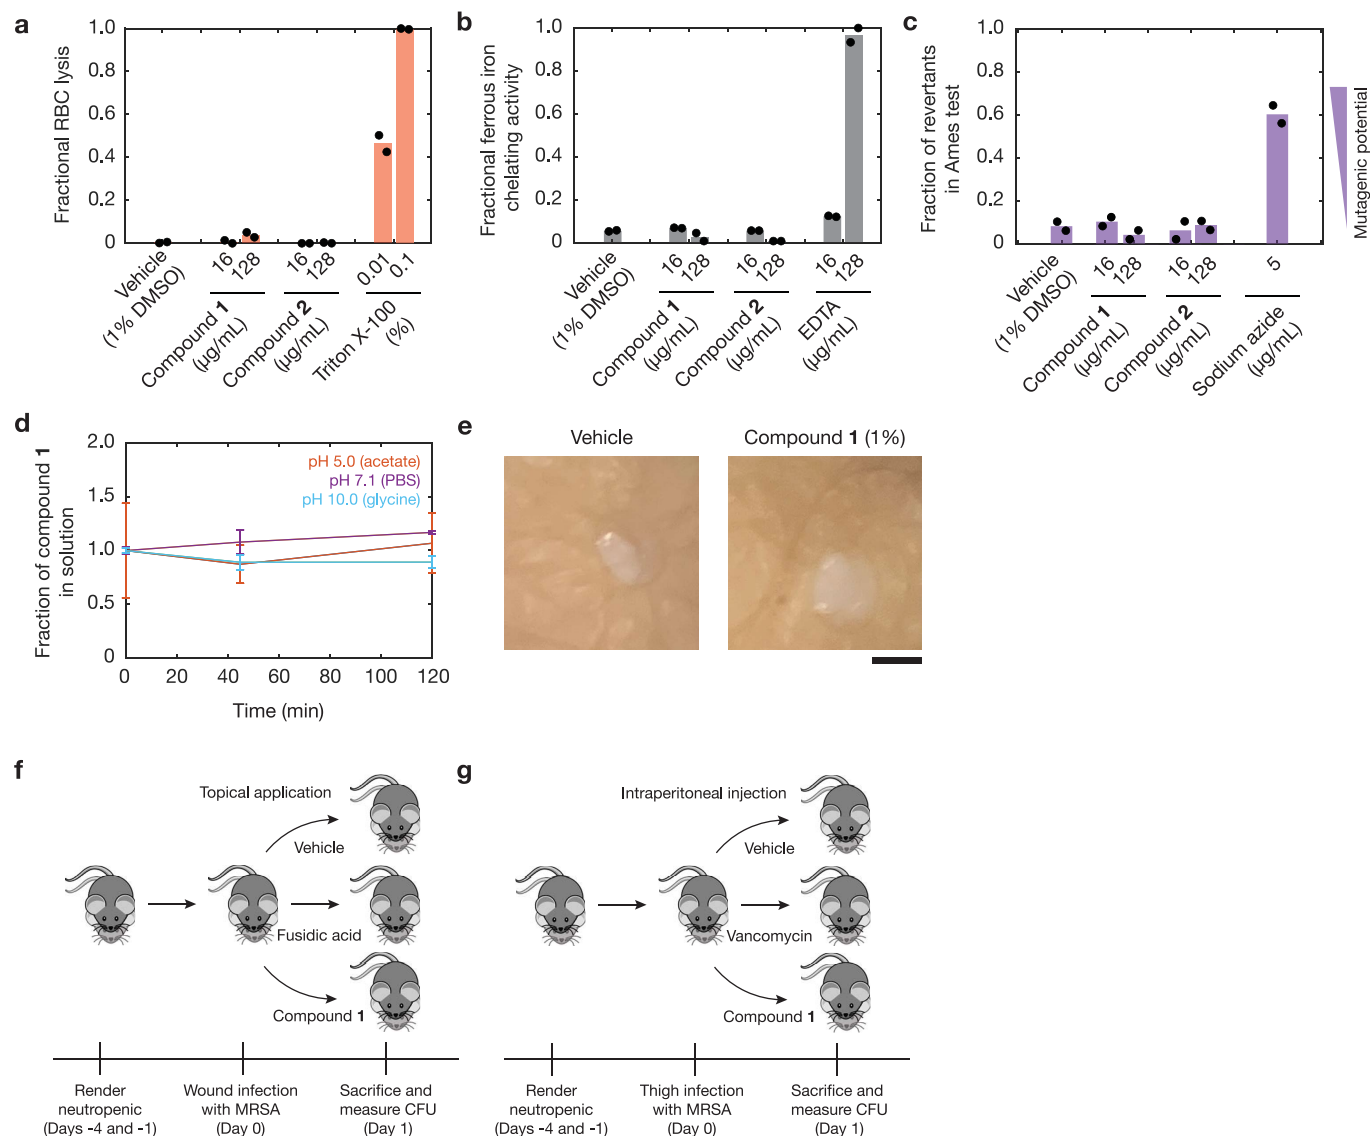 a
Fractional RBC lysis
1.0
0.8
0.6
0.4
0.2
0
Vehicle
(1% DMSO)
16
128
Compound 1
(µg/mL)
16
128
Compound 2
(µg/mL)
0.01
0.1
Triton X-100
(%)
b
Fractional ferrous iron
chelating activity
1.0
0.8
0.6
0.4
0.2
0
Vehicle
(1% DMSO)
16
128
Compound 1
(µg/mL)
16
128
Compound 2
(µg/mL)
16
128
EDTA
(µg/mL)
c
Fraction of revertants
in Ames test
1.0
0.8
0.6
0.4
0.2
0
Vehicle
(1% DMSO)
16
128
Compound 1
(µg/mL)
16
128
Compound 2
(µg/mL)
5
Sodium azide
(µg/mL)
Mutagenic potential
d
Fraction of compound 1
in solution
2.0
1.5
1.0
0.5
0
pH 5.0 (acetate)
pH 7.1 (PBS)
pH 10.0 (glycine)
0 20 40 60 80 100 120
Time (min)
e
Vehicle
Compound 1 (1%)
f
Topical application
Vehicle
Fusidic acid
Compound 1
Render
neutropenic
(Days -4 and -1)
Wound infection
with MRSA
(Day 0)
Sacrifice and
measure CFU
(Day 1)
g
Intraperitoneal injection
Vehicle
Vancomycin
Compound 1
Render
neutropenic
(Days -4 and -1)
Thigh infection
with MRSA
(Day 0)
Sacrifice and
measure CFU
(Day 1)